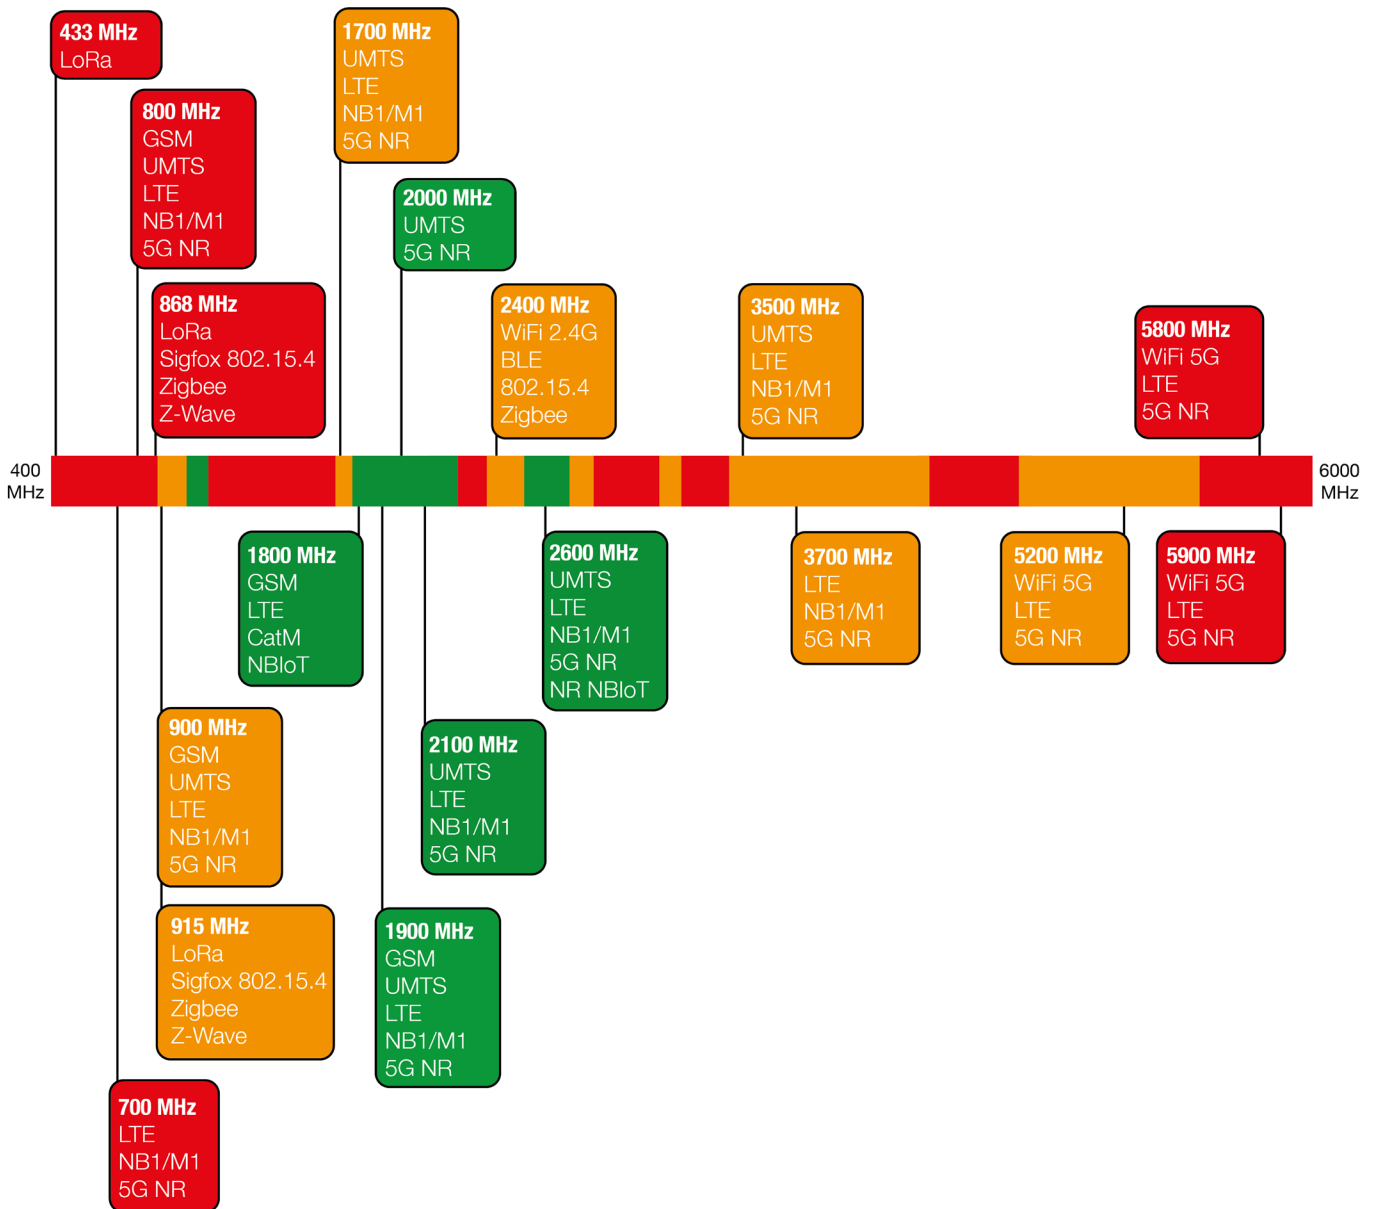 433 MHz
LoRa
800 MHz
GSM
UMTS
LTE
NB1/M1
5G NR
868 MHz
LoRa
Sigfox 802.15.4
Zigbee
Z-Wave
1700 MHz
UMTS
LTE
NB1/M1
5G NR
2000 MHz
UMTS
5G NR
2400 MHz
WiFi 2.4G
BLE
802.15.4
Zigbee
3500 MHz
UMTS
LTE
NB1/M1
5G NR
5800 MHz
WiFi 5G
LTE
5G NR
400
MHz
6000
MHz
1800 MHz
GSM
LTE
CatM
NBIoT
2600 MHz
UMTS
LTE
NB1/M1
5G NR
NR NBIoT
3700 MHz
LTE
NB1/M1
5G NR
5200 MHz
WiFi 5G
LTE
5G NR
5900 MHz
WiFi 5G
LTE
5G NR
900 MHz
GSM
UMTS
LTE
NB1/M1
5G NR
2100 MHz
UMTS
LTE
NB1/M1
5G NR
915 MHz
LoRa
Sigfox 802.15.4
Zigbee
Z-Wave
1900 MHz
GSM
UMTS
LTE
NB1/M1
5G NR
700 MHz
LTE
NB1/M1
5G NR